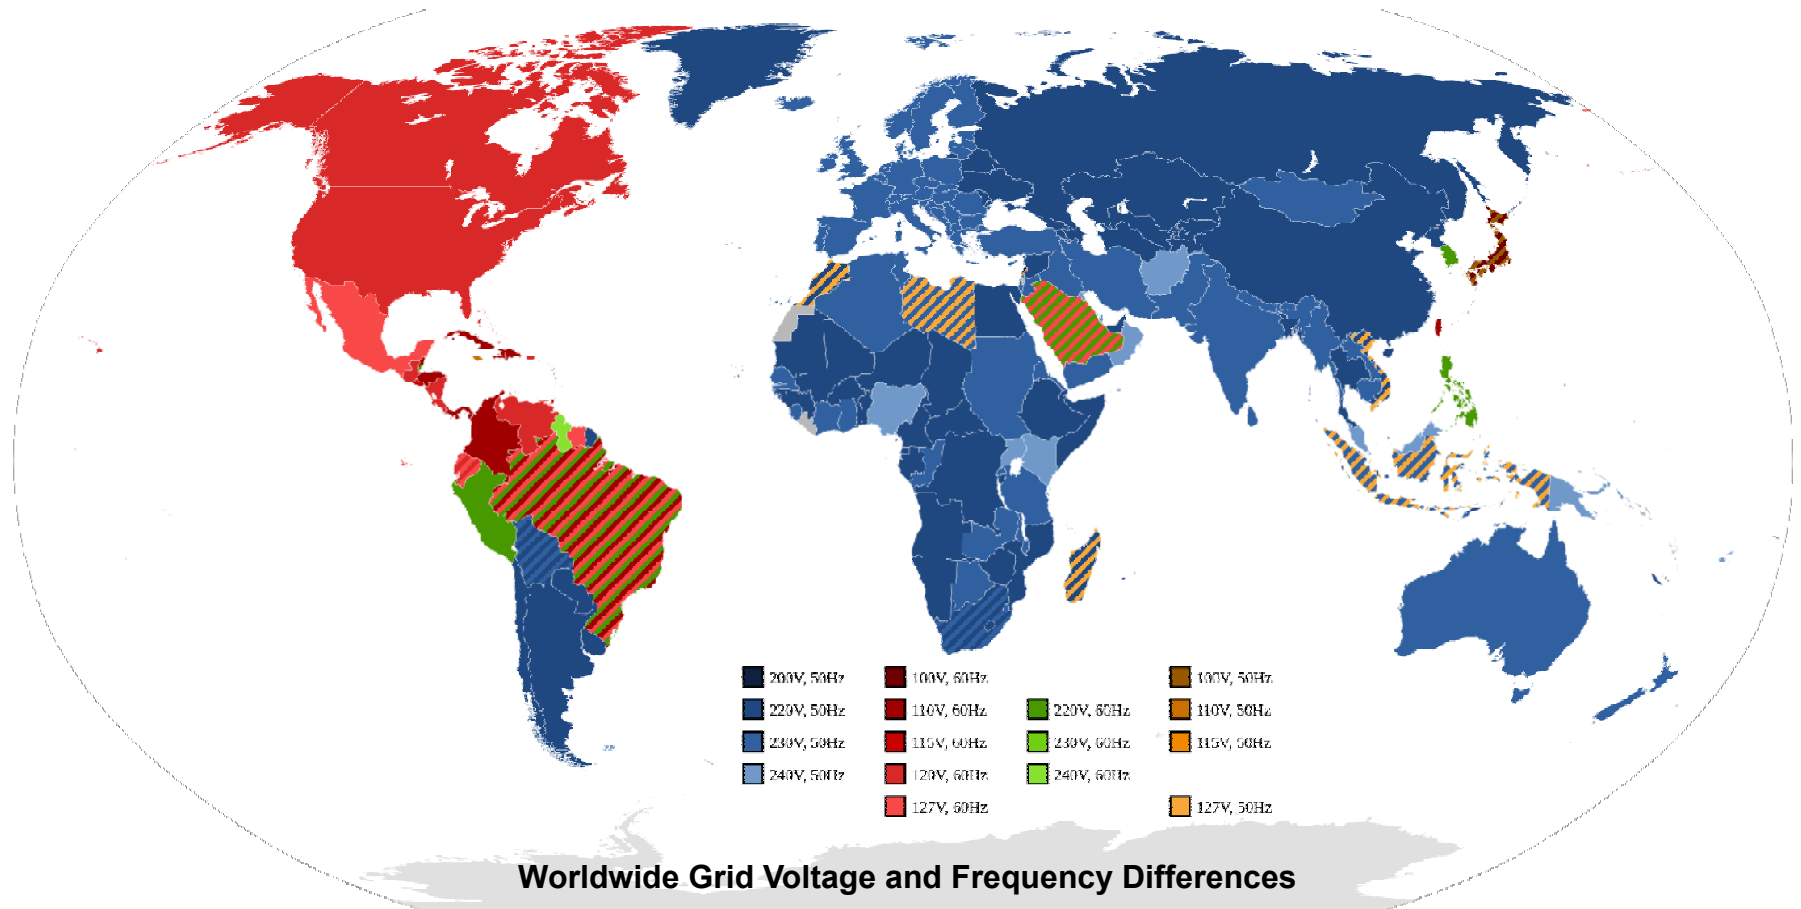 200V, 50Hz
100V, 60Hz
100V, 50Hz
220V, 50Hz
110V, 60Hz
220V, 60Hz
110V, 50Hz
230V, 50Hz
115V, 60Hz
230V, 60Hz
115V, 50Hz
240V, 50Hz
120V, 60Hz
240V, 60Hz
127V, 60Hz
127V, 50Hz
Worldwide Grid Voltage and Frequency Differences